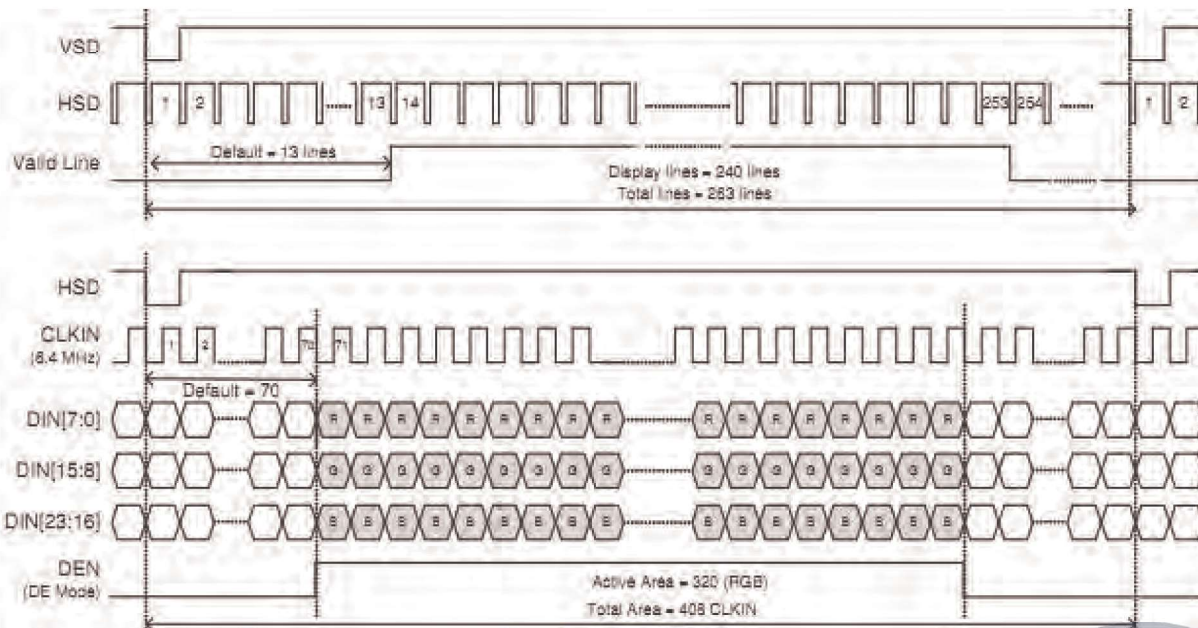 VSD
HSD 1 2 13 14 253 254 1 2
Valid Line
Default = 13 lines
Display lines = 240 lines
Total lines = 263 lines
HSD
CLKIN 1 2 70 71
(6.4 MHz)
Default = 70
DIN[7:0] R R R R R R R R R R R R R R R R R
DIN[15:8] G G G G G G G G G G G G G G G G G
DIN[23:16] B B B B B B B B B B B B B B B B B
DEN
(DE Mode)
Active Area = 320 (RGB)
Total Area = 408 CLKIN